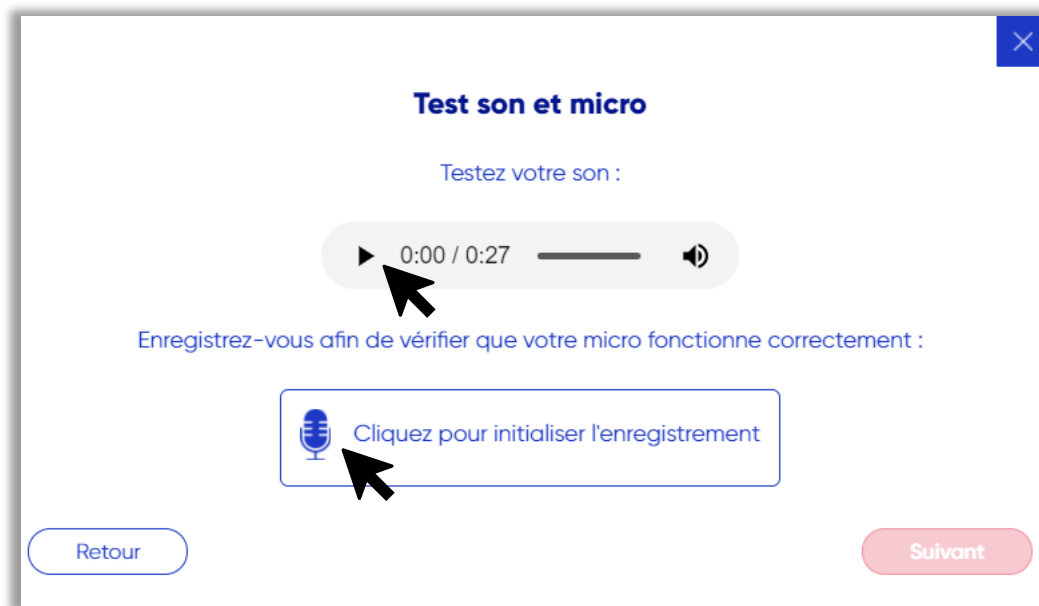 Test son et micro
Testez votre son :
0:00 / 0:27
Enregistrez-vous afin de vérifier que votre micro fonctionne correctement :
Cliquez pour initialiser l'enregistrement
Retour
Suivant